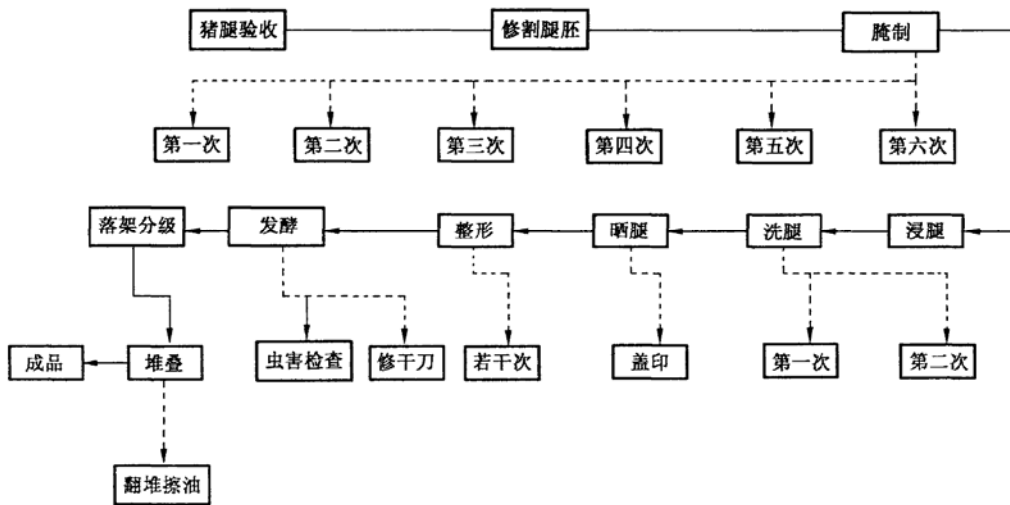 猪腿验收
修割腿胚
腌制
第一次
第二次
第三次
第四次
第五次
第六次
落架分级
发酵
整形
晒腿
洗腿
浸腿
成品
堆叠
虫害检查
修干刀
若干次
盖印
第一次
第二次
翻堆擦油